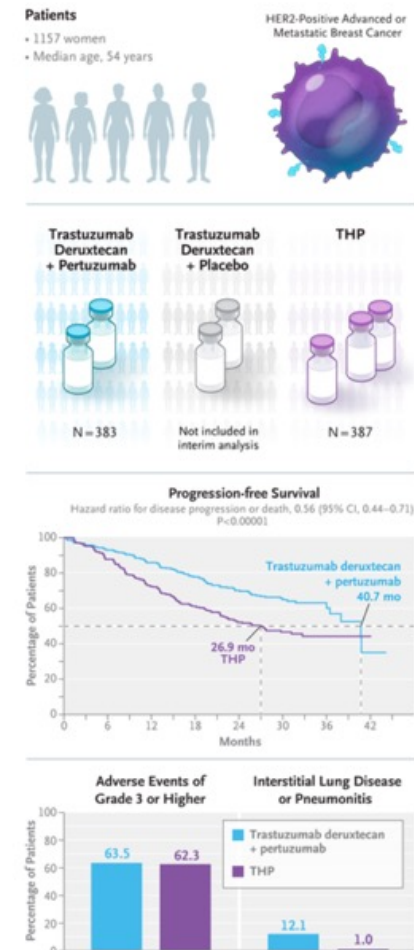 Patients
• 1157 women
• Median age, 54 years
HER2-Positive Advanced or
Metastatic Breast Cancer
Trastuzumab
Deruxtecan
+ Pertuzumab
N=383
Trastuzumab
Deruxtecan
+ Placebo
Not included in
interim analysis
THP
N=387
Progression-free Survival
Hazard ratio for disease progression or death, 0.56 (95% CI, 0.44–0.71)
P<0.00001
Percentage of Patients
100
80
60
40
20
0
Trastuzumab deruxtecan
+ pertuzumab
40.7 mo
26.9 mo
THP
0 6 12 18 24 30 36 42
Months
Adverse Events of
Grade 3 or Higher
Interstitial Lung Disease
or Pneumonitis
Percentage of Patients
100
80
60
40
20
Trastuzumab deruxtecan
+ pertuzumab
THP
63.5
62.3
12.1
1.0